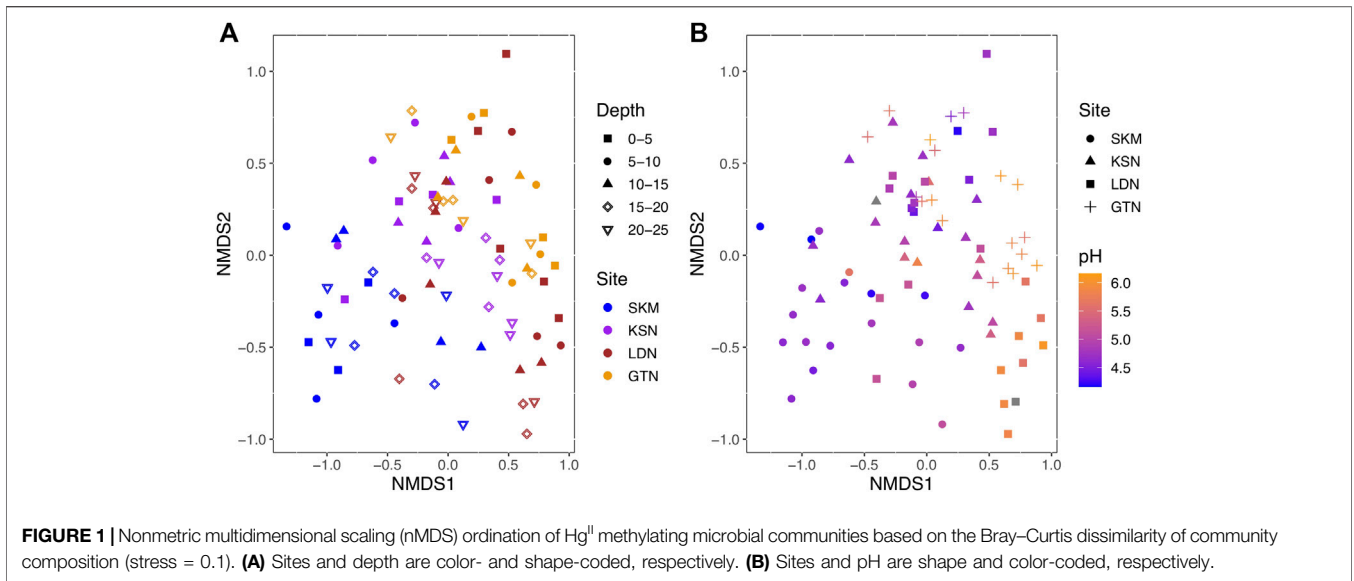 A
1.0
0.5
0.0
−0.5
−1.0
NMDS2
−1.0 −0.5 0.0 0.5 1.0
NMDS1
Depth
0−5
5−10
10−15
15−20
20−25
Site
SKM
KSN
LDN
GTN
B
1.0
0.5
0.0
−0.5
−1.0
NMDS2
−1.0 −0.5 0.0 0.5 1.0
NMDS1
Site
SKM
KSN
LDN
GTN
pH
6.0
5.5
5.0
4.5
FIGURE 1 | Nonmetric multidimensional scaling (nMDS) ordination of Hg^II methylating microbial communities based on the Bray–Curtis dissimilarity of community
composition (stress = 0.1). (A) Sites and depth are color- and shape-coded, respectively. (B) Sites and pH are shape and color-coded, respectively.